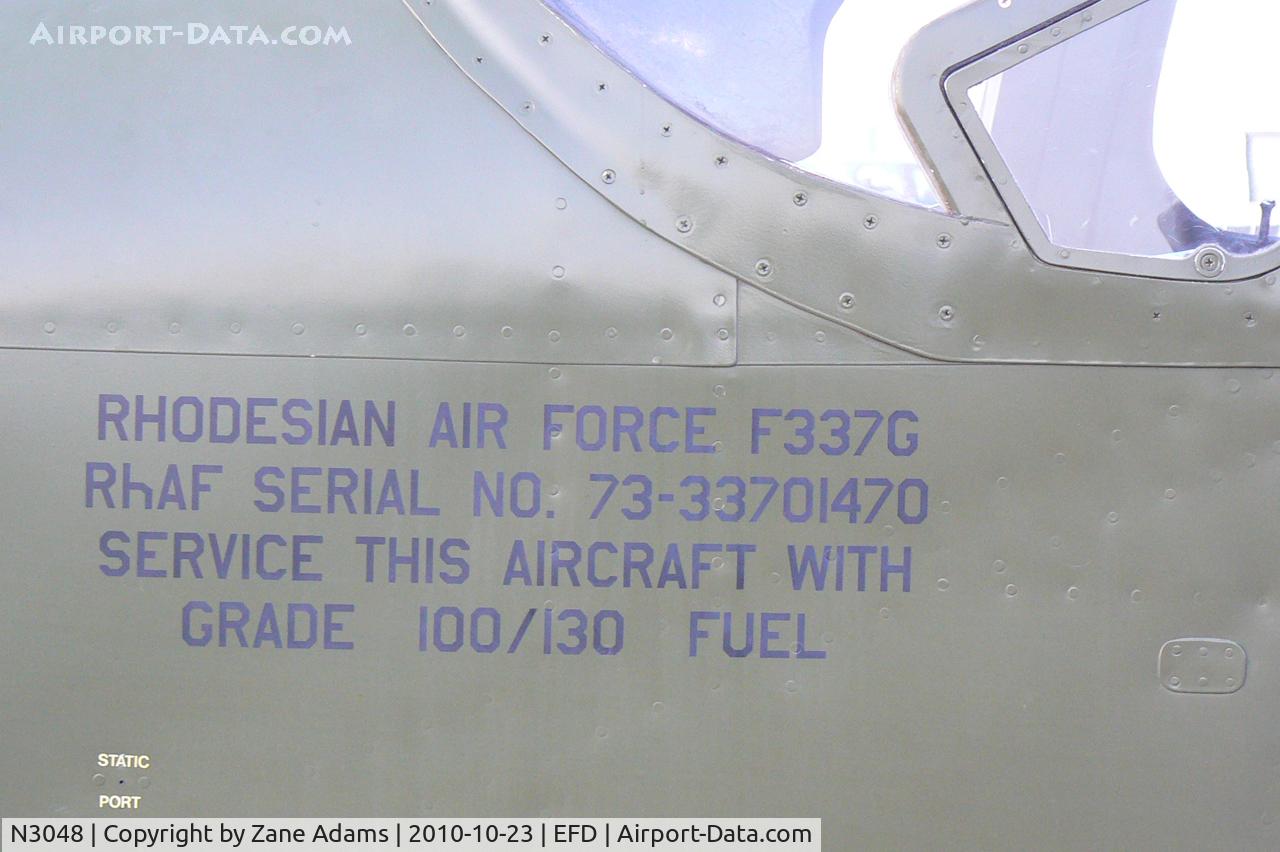 Airport-Data.com
RHODESIAN AIR FORCE F337G
RhAF SERIAL NO. 73-33701470
SERVICE THIS AIRCRAFT WITH
GRADE 100/130 FUEL
STATIC
PORT
N3048 | Copyright by Zane Adams | 2010-10-23 | EFD | Airport-Data.com